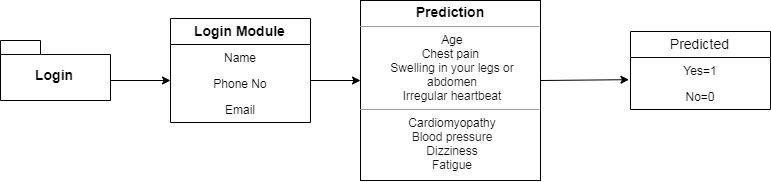 Login
Login Module
Name
Phone No
Email
Prediction
Age
Chest pain
Swelling in your legs or
abdomen
Irregular heartbeat
Cardiomyopathy
Blood pressure
Dizziness
Fatigue
Predicted
Yes=1
No=0